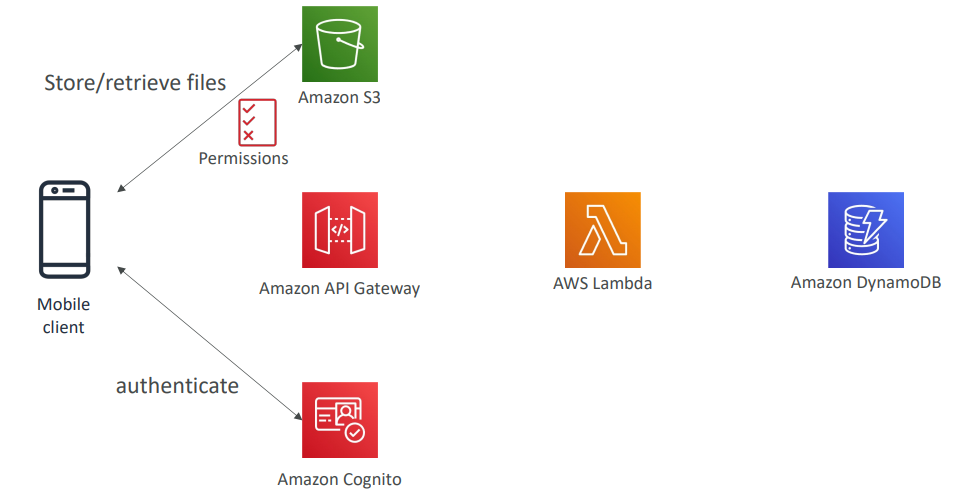 Store/retrieve files
Amazon S3
Permissions
Mobile
client
Amazon API Gateway
AWS Lambda
Amazon DynamoDB
authenticate
Amazon Cognito